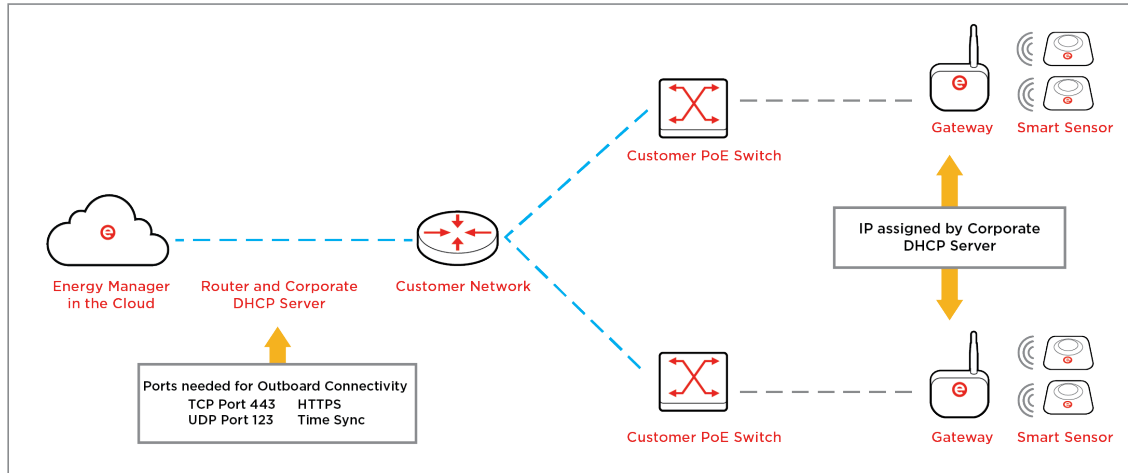 Gateway
Smart Sensor
Customer PoE Switch
IP assigned by Corporate
DHCP Server
Energy Manager
in the Cloud
Router and Corporate
DHCP Server
Customer Network
Ports needed for Outboard Connectivity
TCP Port 443 HTTPS
UDP Port 123 Time Sync
Customer PoE Switch
Gateway
Smart Sensor